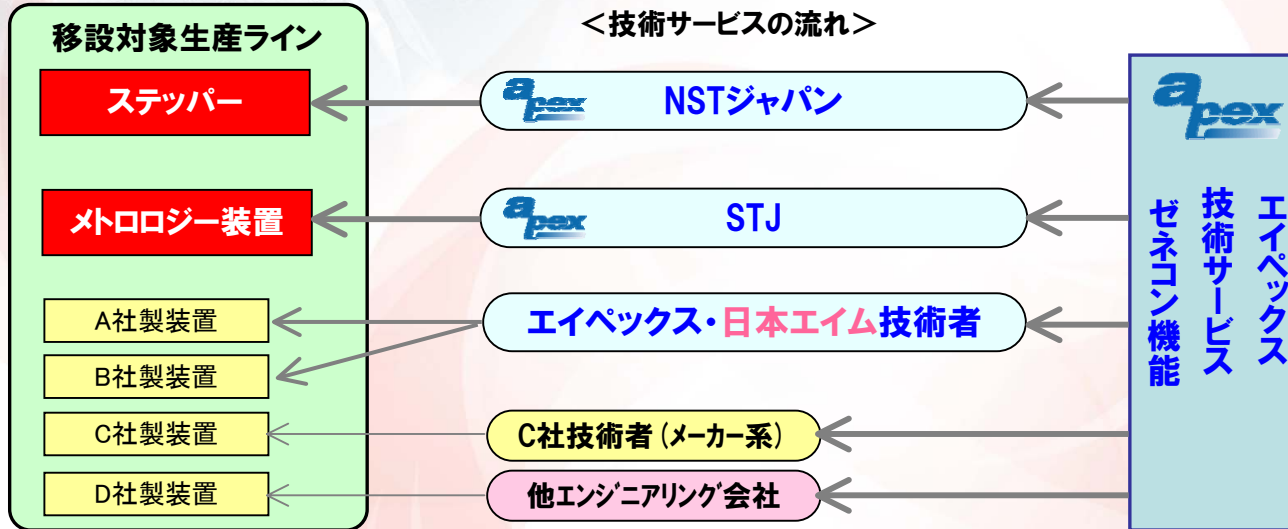 ＜技術サービスの流れ＞
移設対象生産ライン
ステッパー
メトロロジー装置
A社製装置
B社製装置
C社製装置
D社製装置
apex NSTジャパン
apex STJ
エイペックス・日本エイム技術者
C社技術者（メーカー系）
他エンジニアリング会社
apex
エイペックス
技術サービス
ゼネコン機能